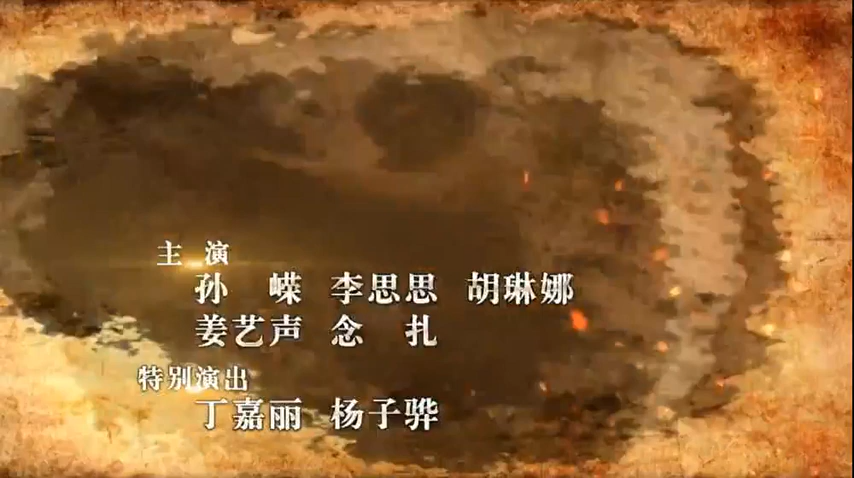 主 演
孙 嵘 李思思 胡琳娜
姜艺声 念 扎
特别演出
丁嘉丽 杨子骅